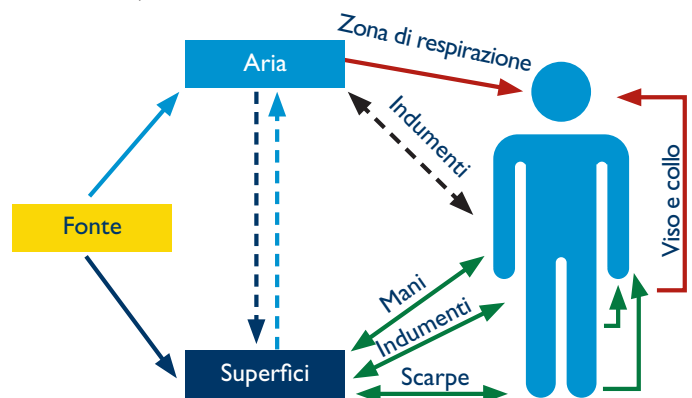 Zona di respirazione
Aria
Indumenti
Viso e collo
Fonte
Mani
Indumenti
Superfici
Scarpe